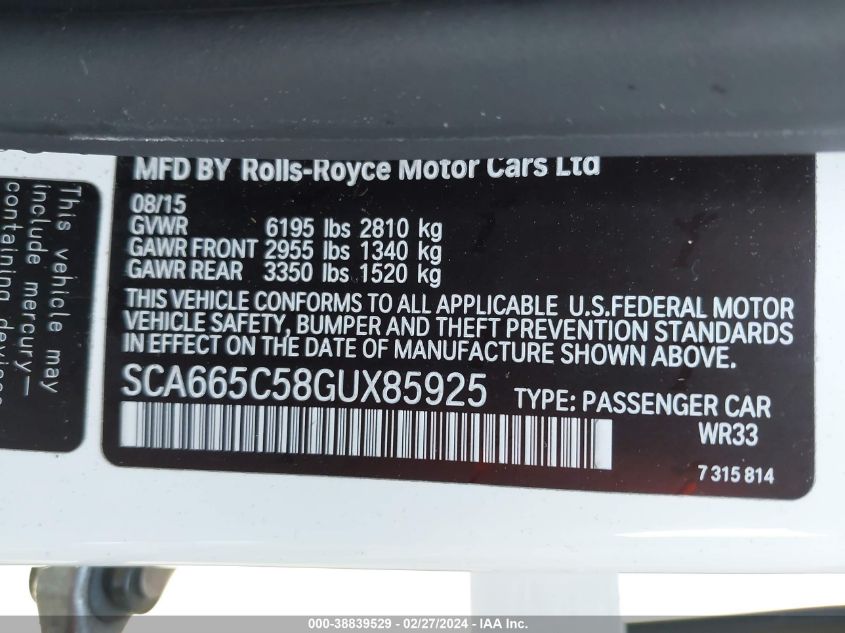 MFD BY Rolls-Royce Motor Cars Ltd
08/15
GVWR 6195 lbs 2810 kg
GAWR FRONT 2955 lbs 1340 kg
GAWR REAR 3350 lbs 1520 kg
THIS VEHICLE CONFORMS TO ALL APPLICABLE U.S.FEDERAL MOTOR
VEHICLE SAFETY, BUMPER AND THEFT PREVENTION STANDARDS
IN EFFECT ON THE DATE OF MANUFACTURE SHOWN ABOVE.
SCA665C58GUX85925 TYPE: PASSENGER CAR
WR33
7 315 814
This vehicle may
include mercury–
containing devices
000-38839529 - 02/27/2024 - IAA Inc.